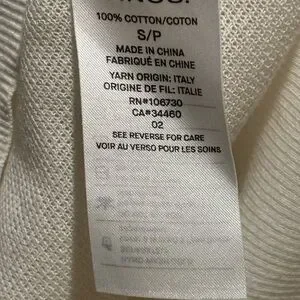 100% COTTON/COTON
S/P
MADE IN CHINA
FABRIQUÉ EN CHINE
YARN ORIGIN: ITALY
ORIGINE DE FIL: ITALIE
RN#106730
CA#34460
02
SEE REVERSE FOR CARE
VOIR AU VERSO POUR LES SOINS